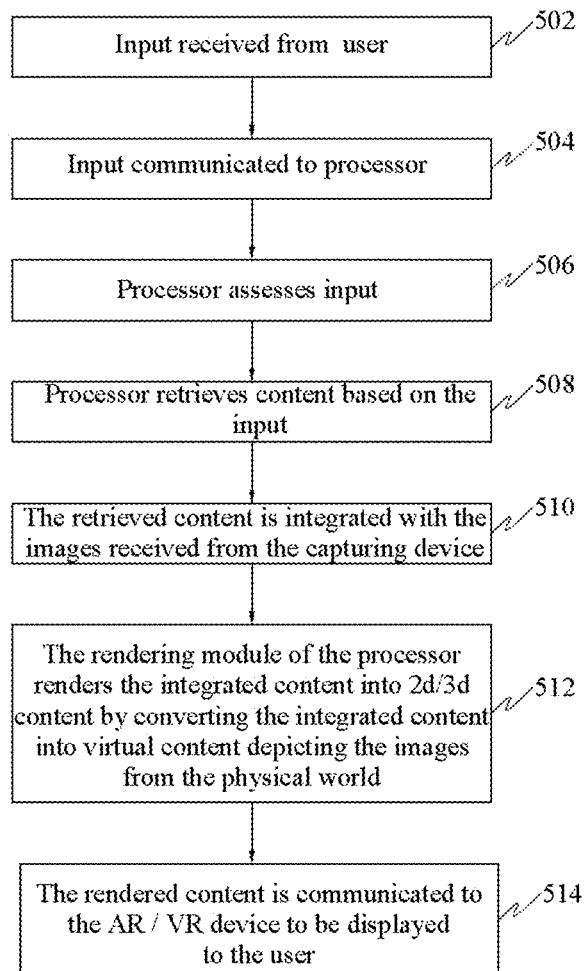 502
Input received from user
504
Input communicated to processor
506
Processor assesses input
508
Processor retrieves content based on the
input
510
The retrieved content is integrated with the
images received from the capturing device
The rendering module of the processor
renders the integrated content into 2d/3d
content by converting the integrated content
into virtual content depicting the images
from the physical world
512
The rendered content is communicated to
the AR / VR device to be displayed
to the user
514